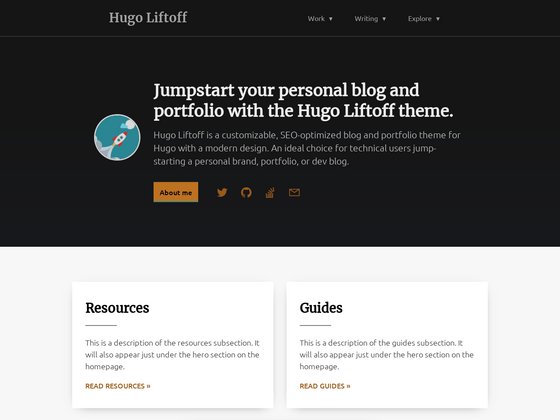 Hugo Liftoff
Work ▾ Writing ▾ Explore ▾
Jumpstart your personal blog and
portfolio with the Hugo Liftoff theme.
Hugo Liftoff is a customizable, SEO-optimized blog and portfolio theme for
Hugo with a modern design. An ideal choice for technical users jump-
starting a personal brand, portfolio, or dev blog.
About me
Resources
This is a description of the resources subsection. It
will also appear just under the hero section on the
homepage.
READ RESOURCES »
Guides
This is a description of the guides subsection. It
will also appear just under the hero section on the
homepage.
READ GUIDES »